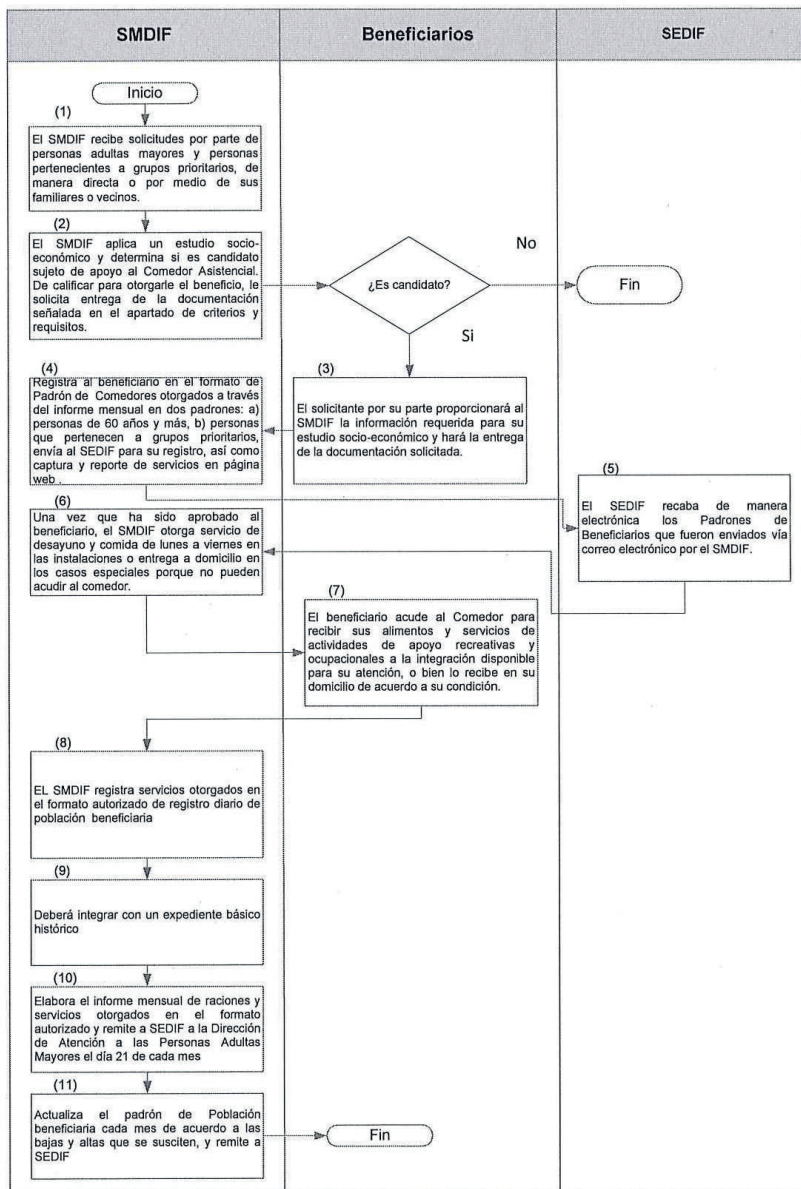 SMDIF
Beneficiarios
SEDIF
Inicio
(1)
El SMDIF recibe solicitudes por parte de
personas adultas mayores y personas
pertenecientes a grupos prioritarios, de
manera directa o por medio de sus
familiares o vecinos.
(2)
El SMDIF aplica un estudio socio-
económico y determina si es candidato
sujeto de apoyo al Comedor Asistencial.
De calificar para otorgarle el beneficio, le
solicita entrega de la documentación
señalada en el apartado de criterios y
requisitos.
¿Es candidato?
No
Fin
Si
(3)
El solicitante por su parte proporcionará al
SMDIF la información requerida para su
estudio socio-económico y hará la entrega
de la documentación solicitada.
(4)
Registra al beneficiario en el formato de
Padrón de Comedores otorgados a través
del informe mensual en dos padrones: a)
personas de 60 años y más, b) personas
que pertenecen a grupos prioritarios,
envía al SEDIF para su registro, así como
captura y reporte de servicios en página
web .
(5)
El SEDIF recaba de manera
electrónica los Padrones de
Beneficiarios que fueron enviados vía
correo electrónico por el SMDIF.
(6)
Una vez que ha sido aprobado al
beneficiario, el SMDIF otorga servicio de
desayuno y comida de lunes a viernes en
las instalaciones o entrega a domicilio en
los casos especiales porque no pueden
acudir al comedor.
(7)
El beneficiario acude al Comedor para
recibir sus alimentos y servicios de
actividades de apoyo recreativas y
ocupacionales a la integración disponible
para su atención, o bien lo recibe en su
domicilio de acuerdo a su condición.
(8)
EL SMDIF registra servicios otorgados en
el formato autorizado de registro diario de
población beneficiaria
(9)
Deberá integrar con un expediente básico
histórico
(10)
Elabora el informe mensual de raciones y
servicios otorgados en el formato
autorizado y remite a SEDIF a la Dirección
de Atención a las Personas Adultas
Mayores el día 21 de cada mes
(11)
Actualiza el padrón de Población
beneficiaria cada mes de acuerdo a las
bajas y altas que se susciten, y remite a
SEDIF
Fin